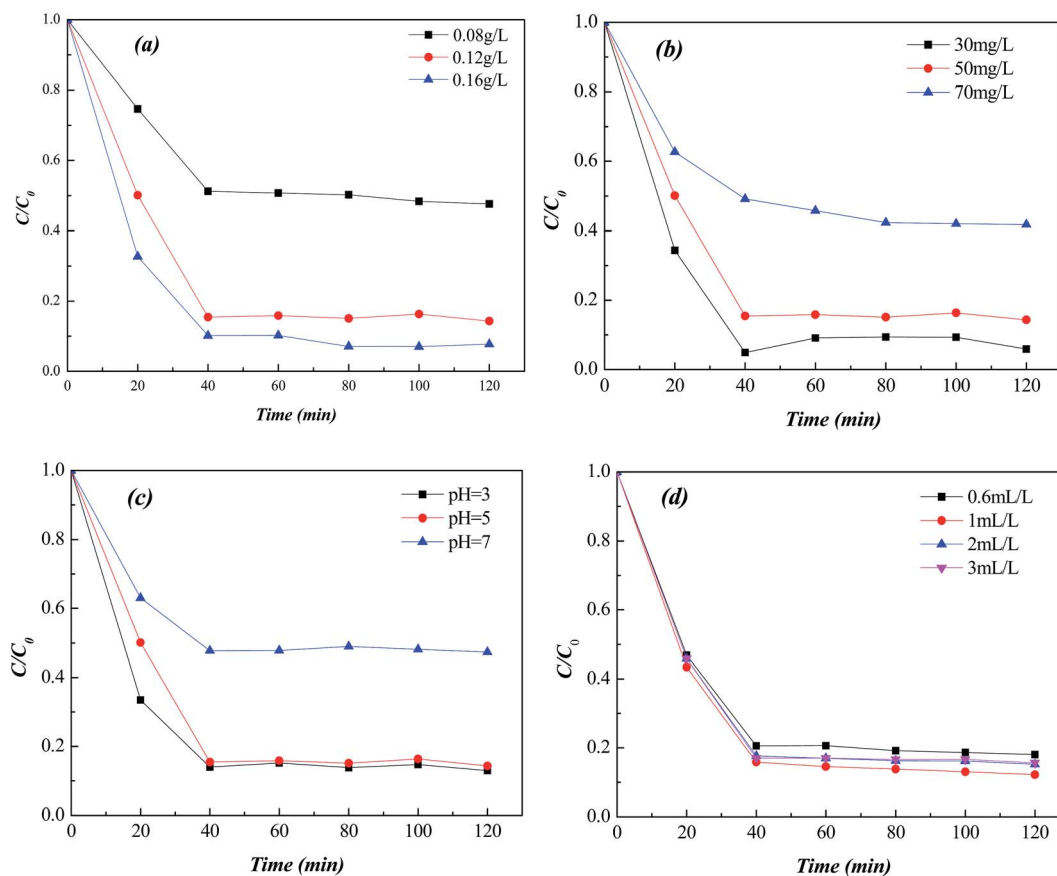 (a)
0.08g/L
0.12g/L
0.16g/L
1.0
0.8
0.6
0.4
0.2
0.0
C/C0
0 20 40 60 80 100 120
Time (min)
(b)
30mg/L
50mg/L
70mg/L
1.0
0.8
0.6
0.4
0.2
0.0
C/C0
0 20 40 60 80 100 120
Time (min)
(c)
pH=3
pH=5
pH=7
1.0
0.8
0.6
0.4
0.2
0.0
C/C0
0 20 40 60 80 100 120
Time (min)
(d)
0.6mL/L
1mL/L
2mL/L
3mL/L
1.0
0.8
0.6
0.4
0.2
0.0
C/C0
0 20 40 60 80 100 120
Time (min)